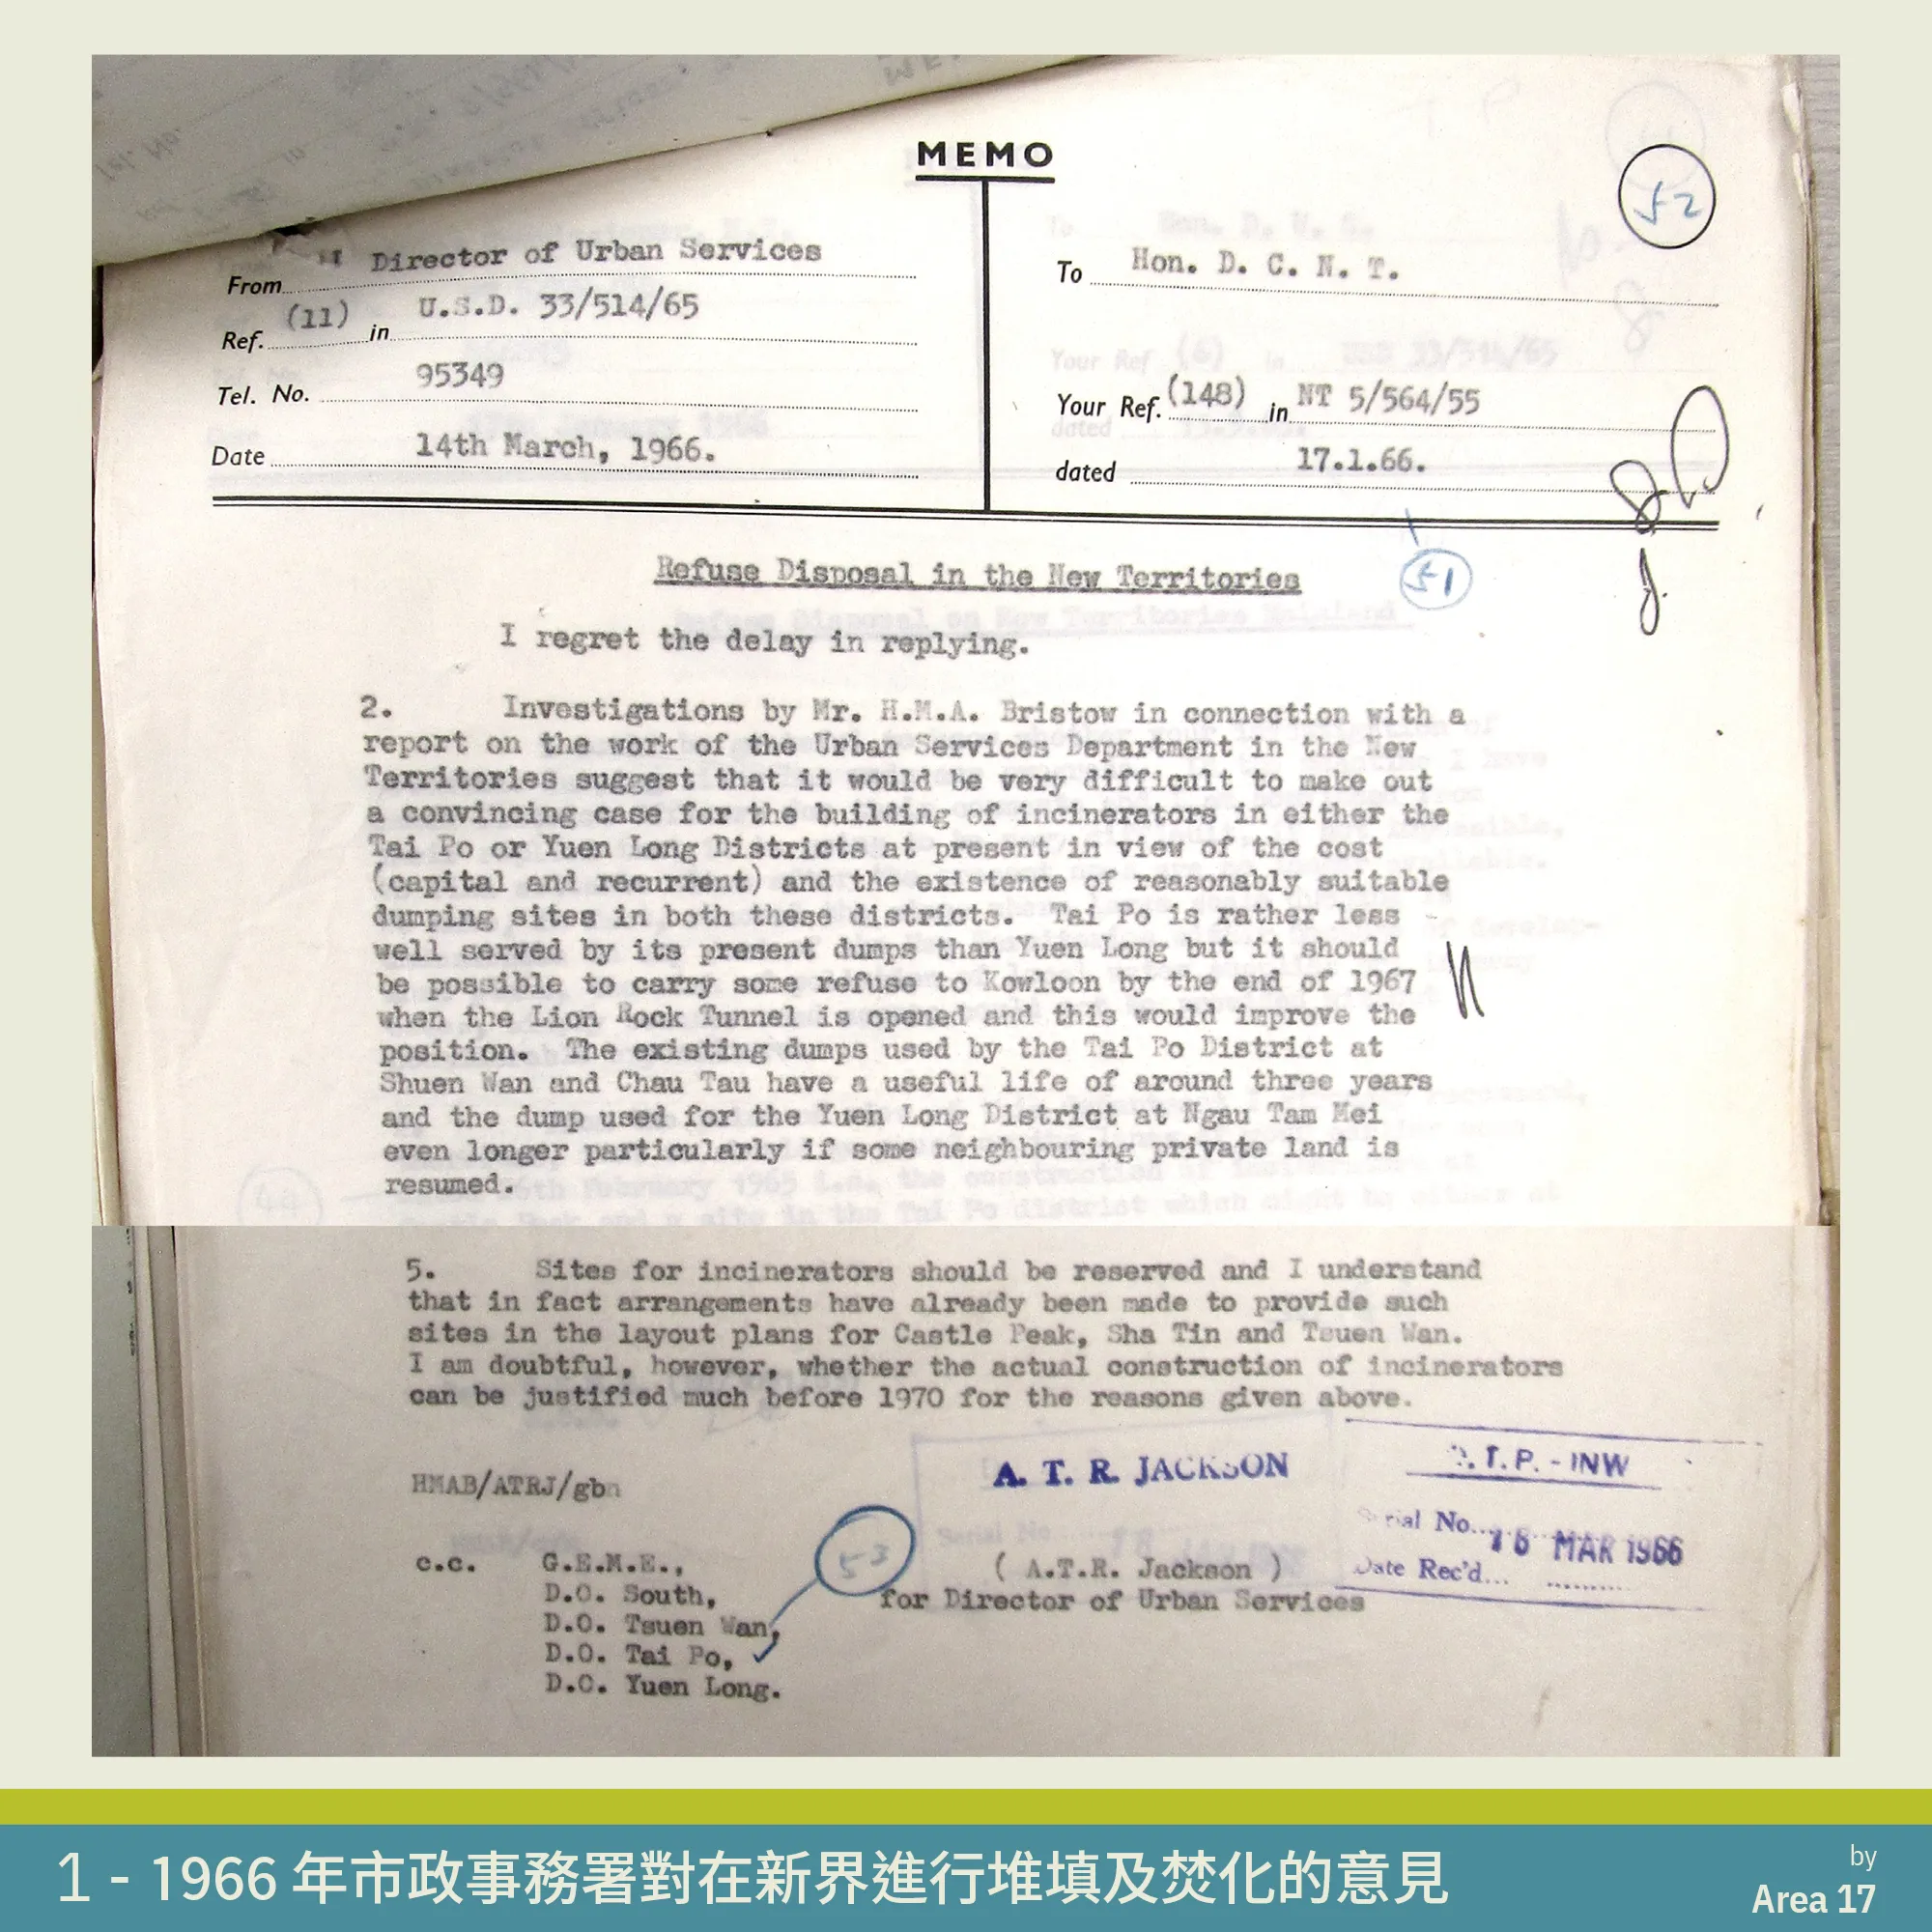 MEMO
52
From Director of Urban Services
To Hon. D. C. N. T.
Ref. (11) in U.S.D. 33/514/65
Tel. No. 95349
Your Ref. (148) in NT 5/564/55
Date 14th March, 1966.
dated 17.1.66.
51
Refuse Disposal in the New Territories
I regret the delay in replying.
2. Investigations by Mr. H.M.A. Bristow in connection with a
report on the work of the Urban Services Department in the New
Territories suggest that it would be very difficult to make out
a convincing case for the building of incinerators in either the
Tai Po or Yuen Long Districts at present in view of the cost
(capital and recurrent) and the existence of reasonably suitable
dumping sites in both these districts. Tai Po is rather less
well served by its present dumps than Yuen Long but it should
be possible to carry some refuse to Kowloon by the end of 1967
when the Lion Rock Tunnel is opened and this would improve the
position. The existing dumps used by the Tai Po District at
Shuen Wan and Chau Tau have a useful life of around three years
and the dump used for the Yuen Long District at Ngau Tam Mei
even longer particularly if some neighbouring private land is
resumed.
5. Sites for incinerators should be reserved and I understand
that in fact arrangements have already been made to provide such
sites in the layout plans for Castle Peak, Sha Tin and Tsuen Wan.
I am doubtful, however, whether the actual construction of incinerators
can be justified much before 1970 for the reasons given above.
A. T. R. JACKSON
T. P. - INW
HMAB/ATRJ/gbn
Serial No.
MAR 1966
Date Rec'd...
53
c.c. G.E.M.E.,
D.O. South,
D.O. Tsuen Wan,
D.O. Tai Po,
D.O. Yuen Long.
( A.T.R. Jackson )
for Director of Urban Services
1 - 1966 年市政事務署對在新界進行堆填及焚化的意見
by
Area 17